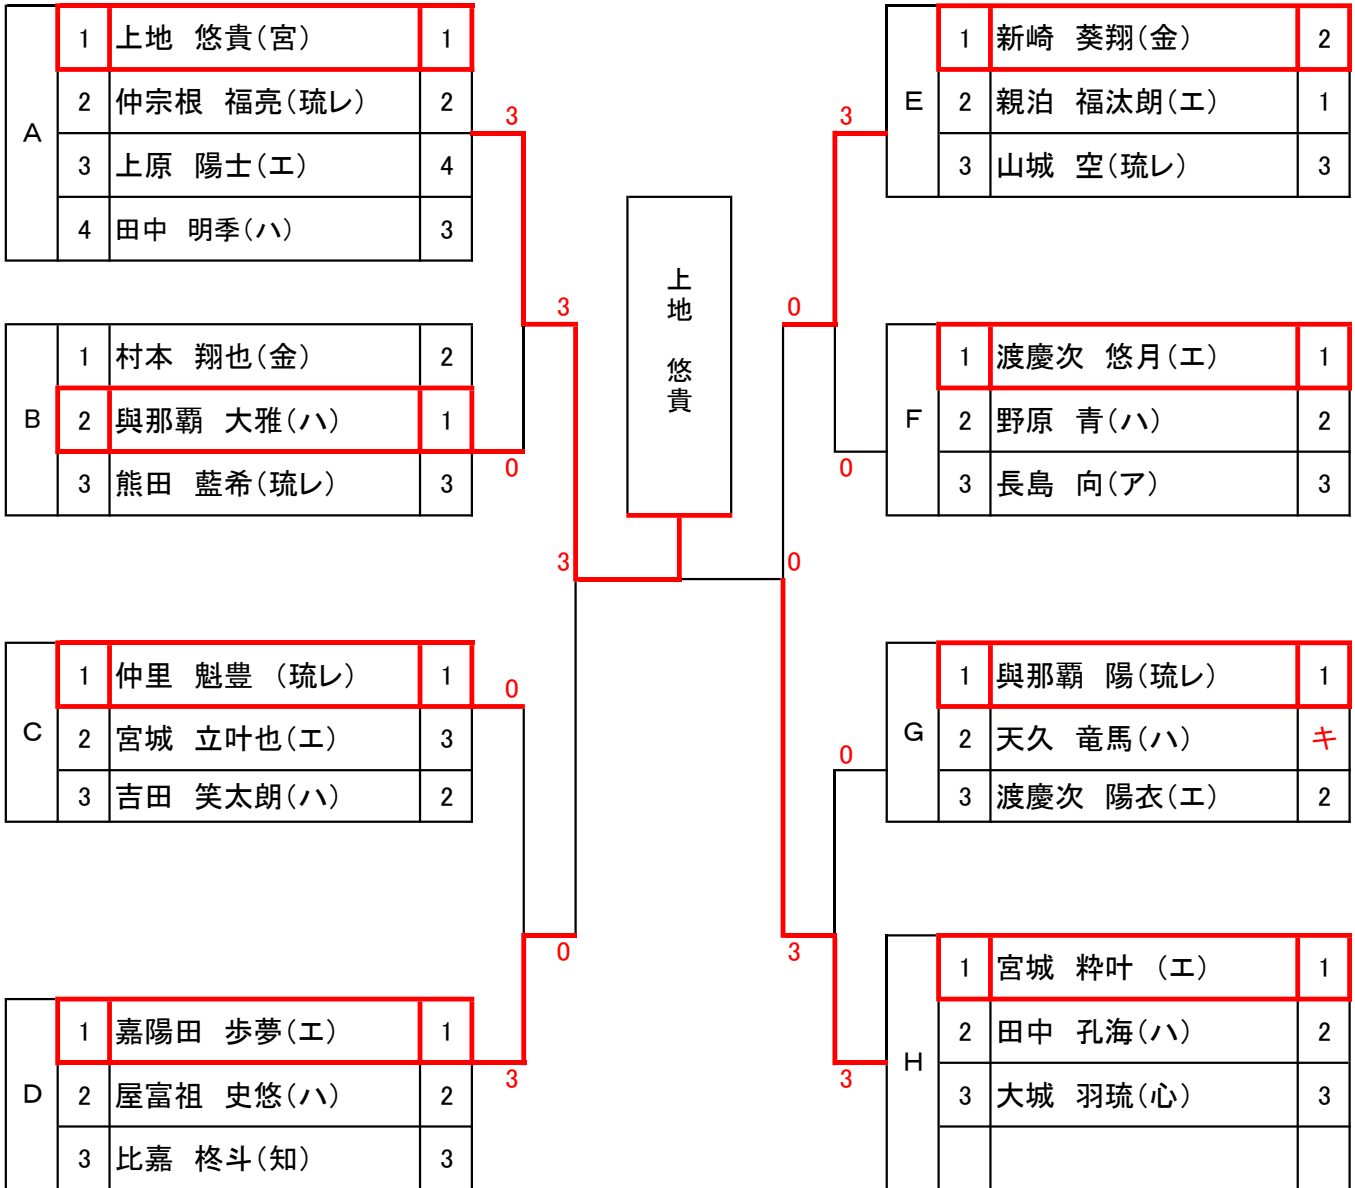 A
1 上地 悠貴(宮) 1
2 仲宗根 福亮(琉レ) 2
3 上原 陽士(エ) 4
4 田中 明季(ハ) 3
3
B
1 村本 翔也(金) 2
2 與那覇 大雅(ハ) 1
3 熊田 藍希(琉レ) 3
0
3
C
1 仲里 魁豊 (琉レ) 1
2 宮城 立叶也(エ) 3
3 吉田 笑太朗(ハ) 2
0
D
1 嘉陽田 歩夢(エ) 1
2 屋富祖 史悠(ハ) 2
3 比嘉 柊斗(知) 3
3
0
3
上地 悠貴
0
E
1 新崎 葵翔(金) 2
2 親泊 福汰朗(エ) 1
3 山城 空(琉レ) 3
3
F
1 渡慶次 悠月(エ) 1
2 野原 青(ハ) 2
3 長島 向(ア) 3
0
0
G
1 與那覇 陽(琉レ) 1
2 天久 竜馬(ハ) キ
3 渡慶次 陽衣(エ) 2
0
H
1 宮城 粋叶 (エ) 1
2 田中 孔海(ハ) 2
3 大城 羽琉(心) 3
3
3